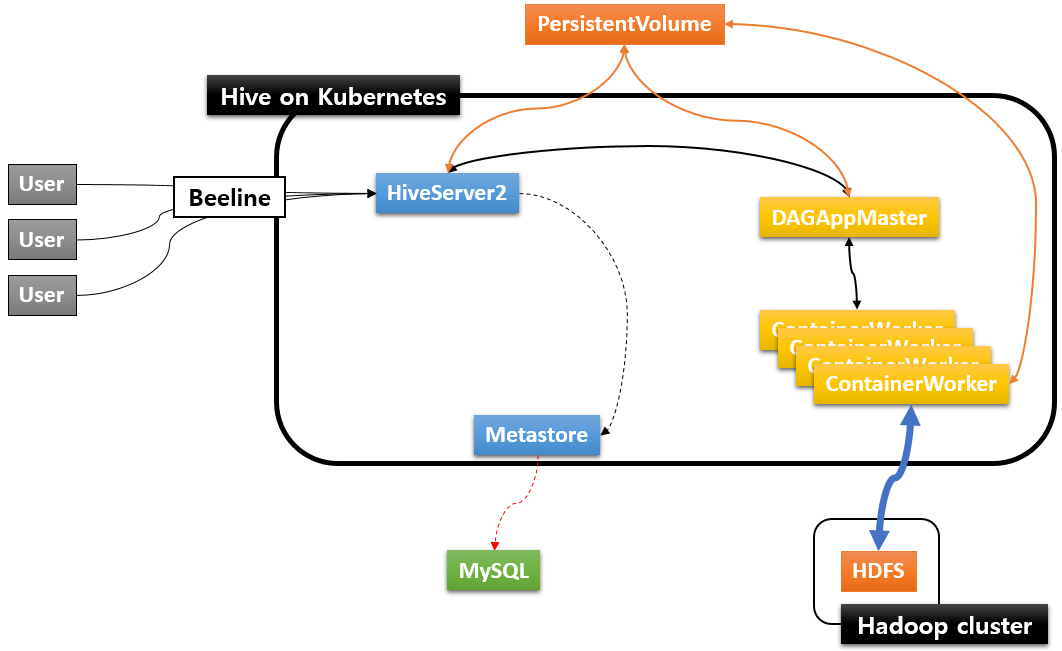 PersistentVolume
Hive on Kubernetes
User
Beeline
HiveServer2
User
DAGAppMaster
User
ContainerWorker
ContainerWorker
ContainerWorker
ContainerWorker
Metastore
MySQL
HDFS
Hadoop cluster